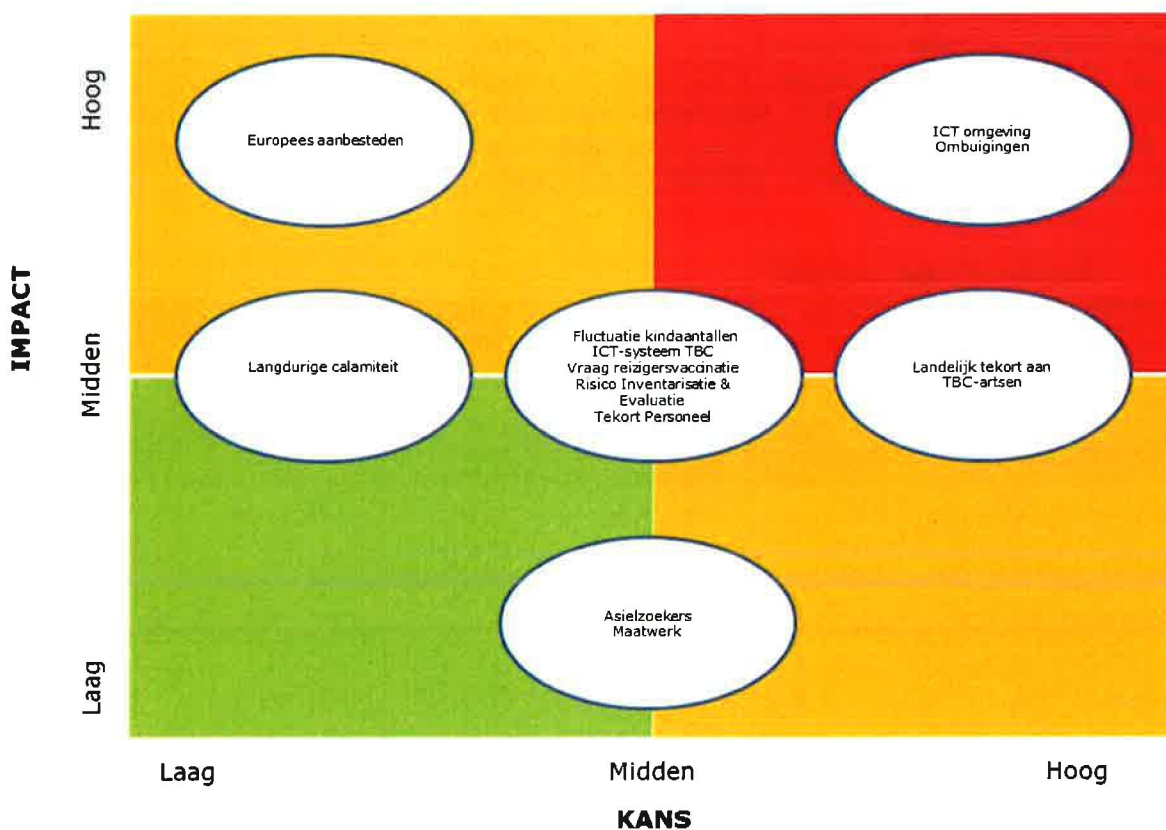 Hoog
Europees aanbesteden
ICT omgeving
Ombuigingen
IMPACT
Midden
Langdurige calamiteit
Fluctuatie kindaantallen
ICT-systeem TBC
Vraag reizigersvaccinatie
Risico Inventarisatie &
Evaluatie
Tekort Personeel
Landelijk tekort aan
TBC-artsen
Asielzoekers
Maatwerk
Laag
Laag
Midden
Hoog
KANS